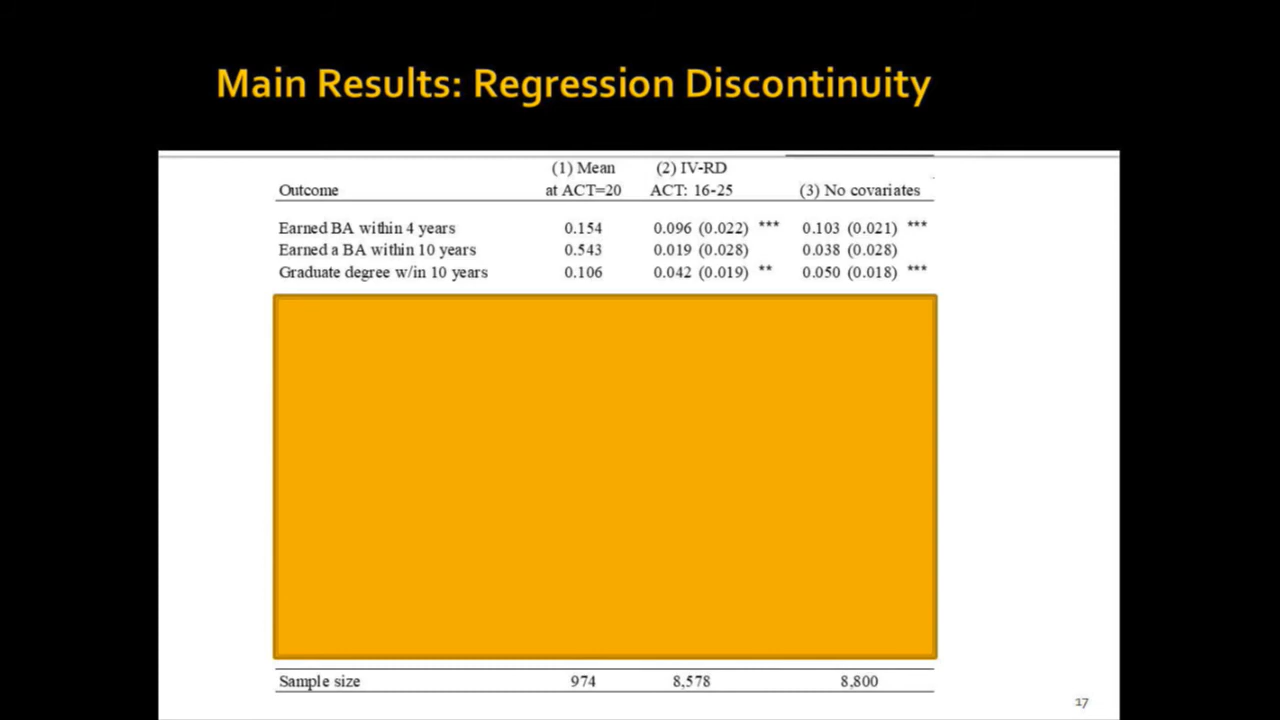 Main Results: Regression Discontinuity
(1) Mean (2) IV-RD
Outcome at ACT=20 ACT: 16-25 (3) No covariates
Earned BA within 4 years 0.154 0.096 (0.022) *** 0.103 (0.021) ***
Earned a BA within 10 years 0.543 0.019 (0.028) 0.038 (0.028)
Graduate degree w/in 10 years 0.106 0.042 (0.019) ** 0.050 (0.018) ***
Sample size 974 8,578 8,800
17